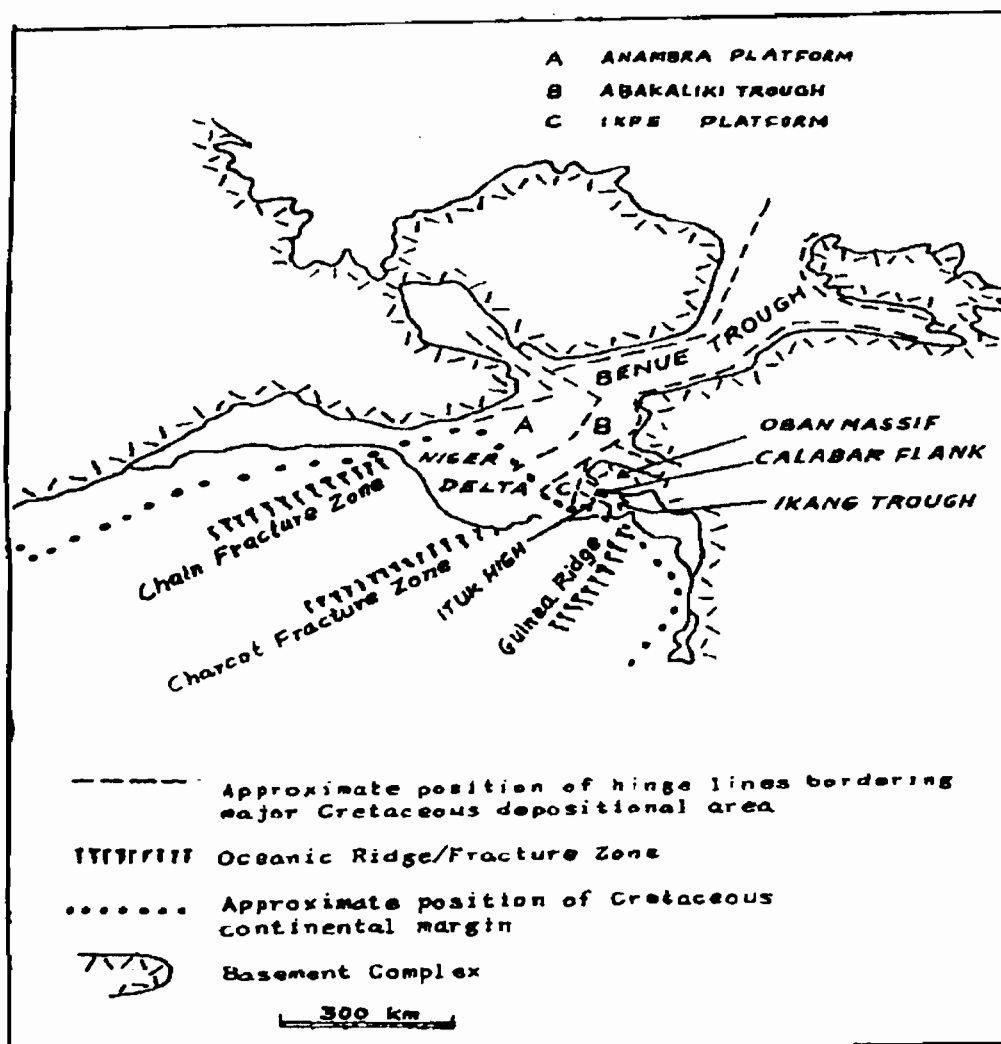 A ANAMBRA PLATFORM
B ABAKALIKI TROUGH
C IKPE PLATFORM
BENUE TROUGH
A
B
OBAN MASSIF
NIGER
CALABAR FLANK
DELTA
C
IKANG TROUGH
Chain Fracture Zone
Charcot Fracture Zone
ITUK HIGH
Guinea Ridge
Approximate position of hinge lines bordering
major Cretaceous depositional area
Oceanic Ridge/Fracture Zone
Approximate position of Cretaceous
continental margin
Basement Complex
300 km